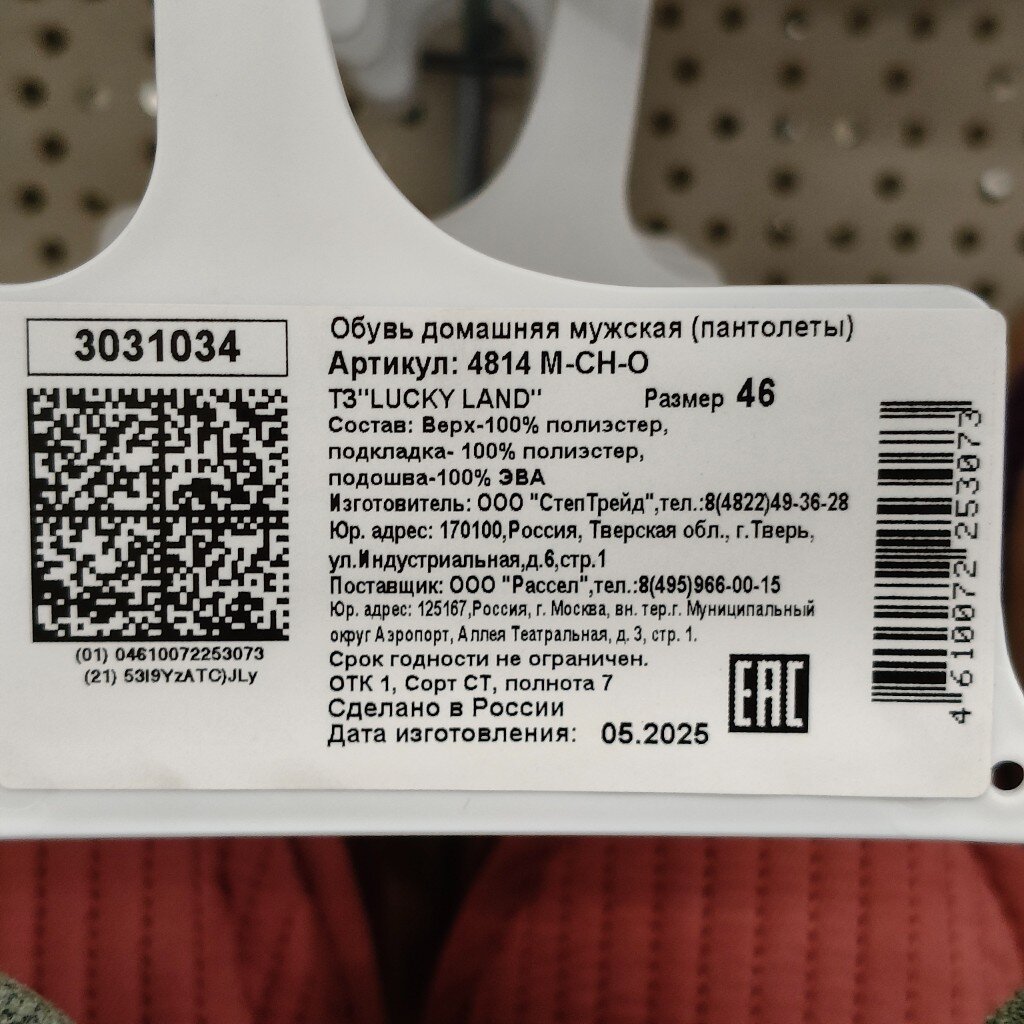 3031034
(01) 04610072253073
(21) 53I9YzATC)JLy
Обувь домашняя мужская (пантолеты)
Артикул: 4814 M-CH-O
ТЗ"LUCKY LAND" Размер 46
Состав: Верх-100% полиэстер,
подкладка- 100% полиэстер,
подошва-100% ЭВА
Изготовитель: ООО "СтепТрейд",тел.:8(4822)49-36-28
Юр. адрес: 170100,Россия, Тверская обл., г.Тверь,
ул.Индустриальная,д.6,стр.1
Поставщик: ООО "Рассел",тел.:8(495)966-00-15
Юр. адрес: 125167,Россия, г. Москва, вн. тер.г. Муниципальный
округ Аэропорт, Аллея Театральная, д. 3, стр. 1.
Срок годности не ограничен.
ОТК 1, Сорт СТ, полнота 7
Сделано в России
Дата изготовления: 05.2025
EAC
4 610072 253073